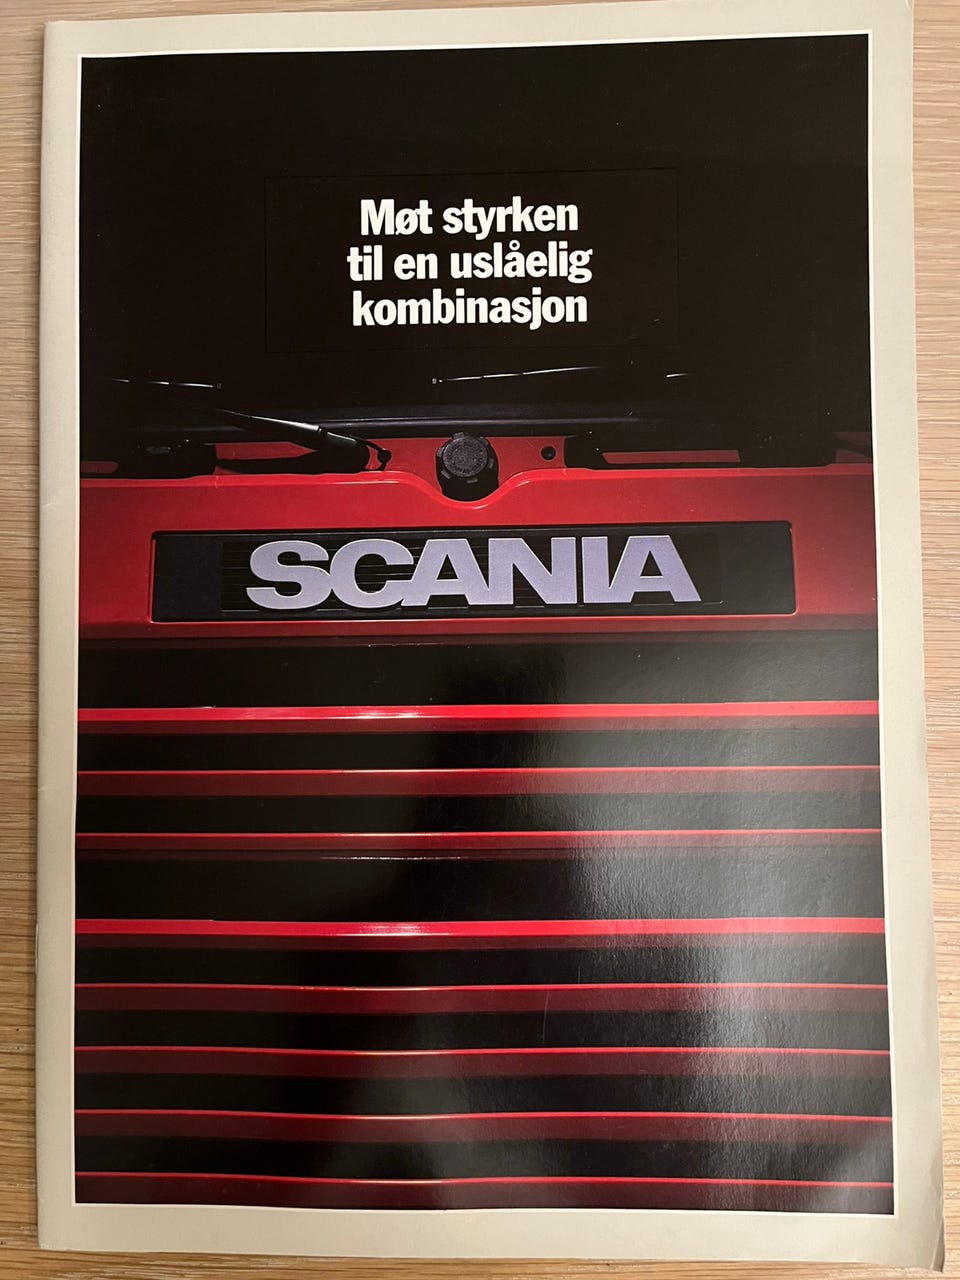 Møt styrken
til en uslåelig
kombinasjon
SCANIA